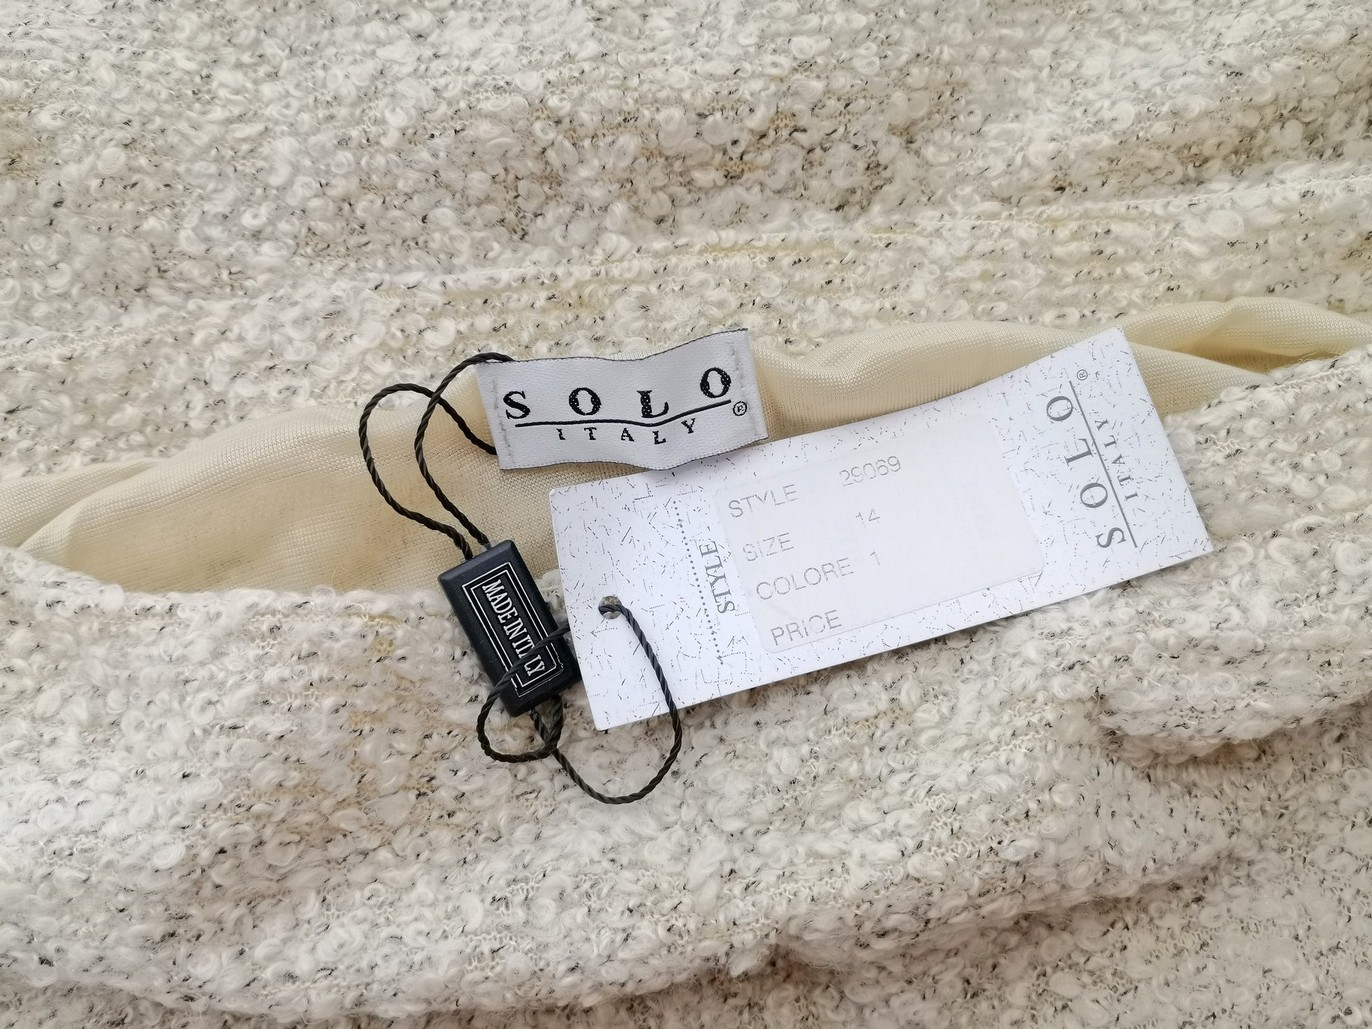 SOLO
ITALY
®
MADE IN ITALY
STYLE
STYLE 29069
SIZE 14
COLORE 1
PRICE
SOLO
ITALY
®